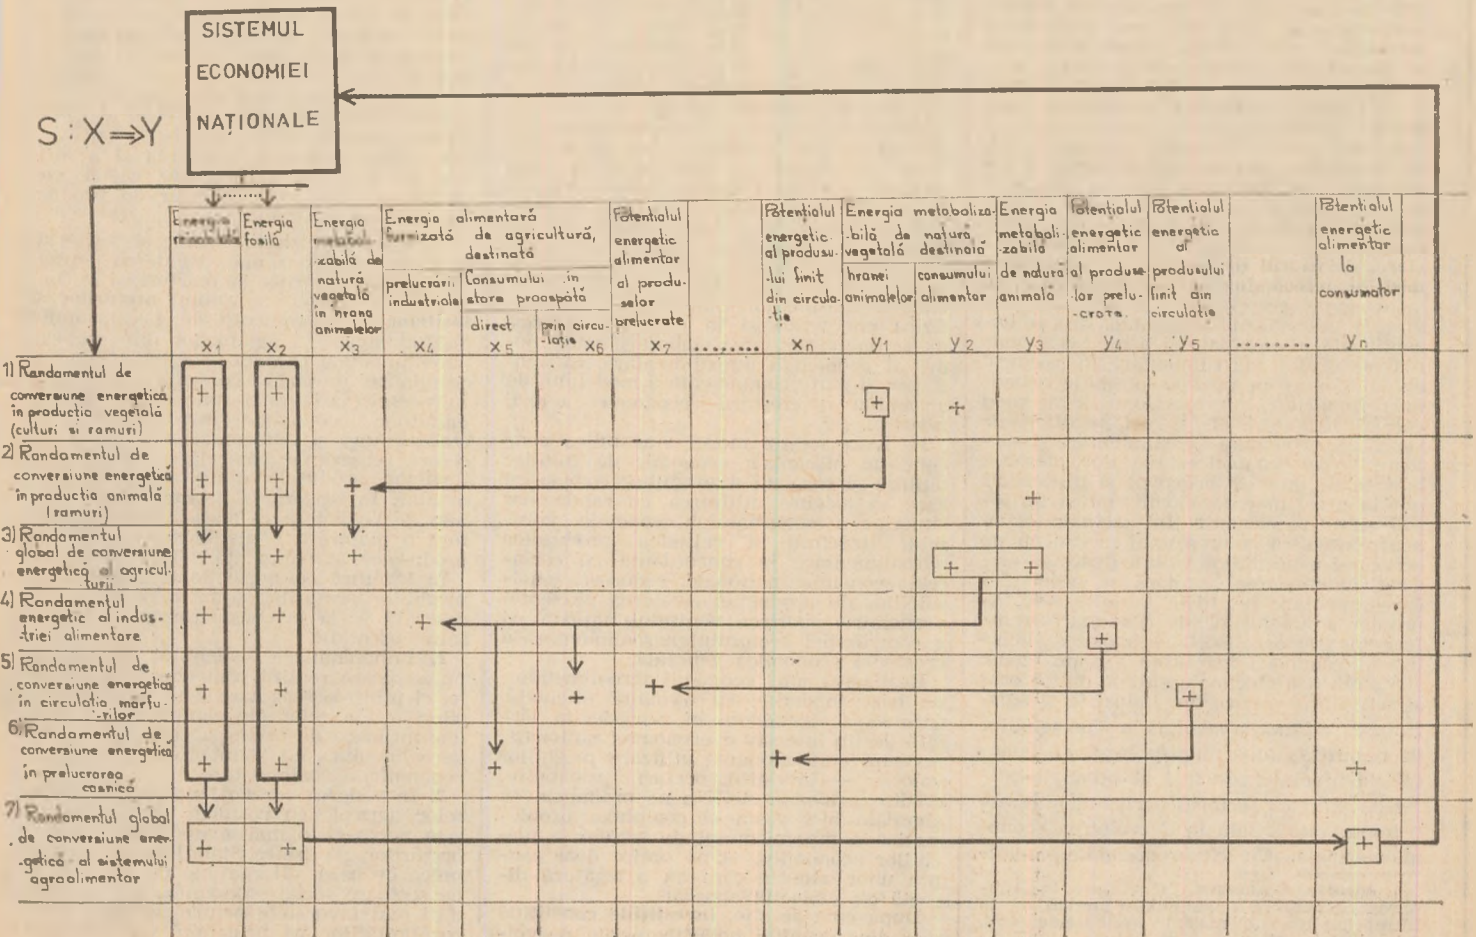 SISTEMUL
ECONOMIEI
NAȚIONALE
S : X ⇒ Y
Energia
Energia
fosilă
Energia
-zabilă de
natură
vegetală
în hrana
animalelor
Energia alimentară
furnizată de agricultură,
destinată
prelucrării
industriale
Consumului în
stare proaspătă
direct
prin circu-
-lație
Potențialul
energetic
alimentar
al produ-
selor
prelucrate
Potențialul
energetic
al produsu-
lui finit
din circula-
-ție
Energia metaboliza-
-bilă de natură
vegetală destinată
hranei
animalelor
consumului
alimentar
Energia
metaboli-
zabilă
de natură
animală
Potențialul
energetic
alimentar
al produse-
lor prelu-
-crate
Potențialul
energetic
al
produsului
finit din
circulație
Potențialul
energetic
alimentar
la
consumator
x1 x2 x3 x4 x5 x6 x7 ........ xn y1 y2 y3 y4 y5 ........ yn
1) Randamentul de
conversiune energetică
în producția vegetală
(culturi si ramuri)
+ + + +
2) Randamentul de
conversiune energetică
în producția animală
(ramuri)
+ + + +
3) Randamentul
global de conversiune
energetică al agricul-
turii
+ + + + +
4) Randamentul
energetic al indus-
-triei alimentare
+ + + +
5) Randamentul de
conversiune energetică
în circulația mărfu-
-rilor
+ + + + +
6) Randamentul de
conversiune energetică
în prelucrarea
casnică
+ + + + +
7) Randamentul global
de conversiune ener-
-getică al sistemului
agroalimentar
+ + +